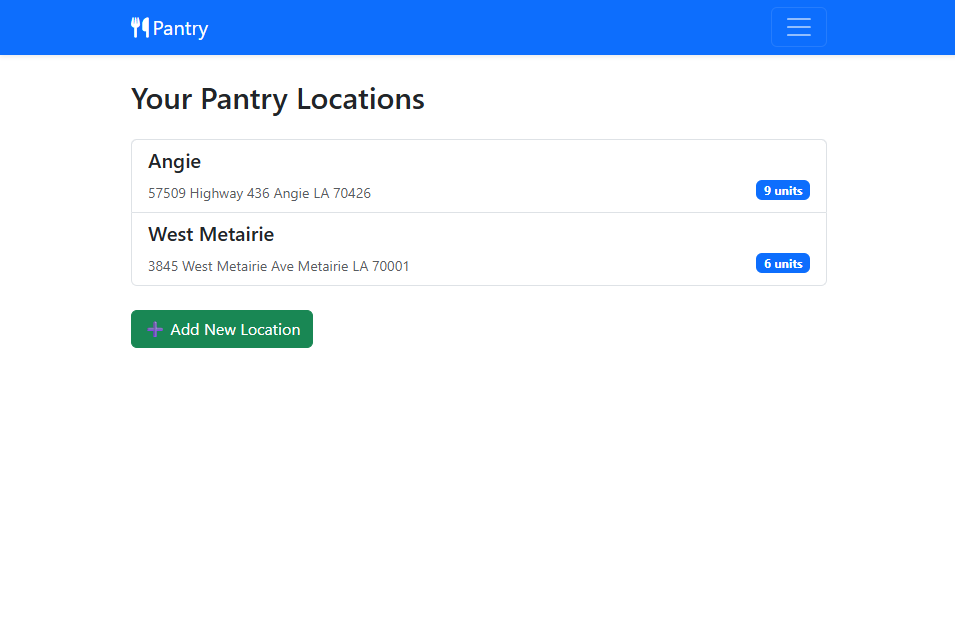 Pantry
Your Pantry Locations
Angie
57509 Highway 436 Angie LA 70426
9 units
West Metairie
3845 West Metairie Ave Metairie LA 70001
6 units
➕ Add New Location